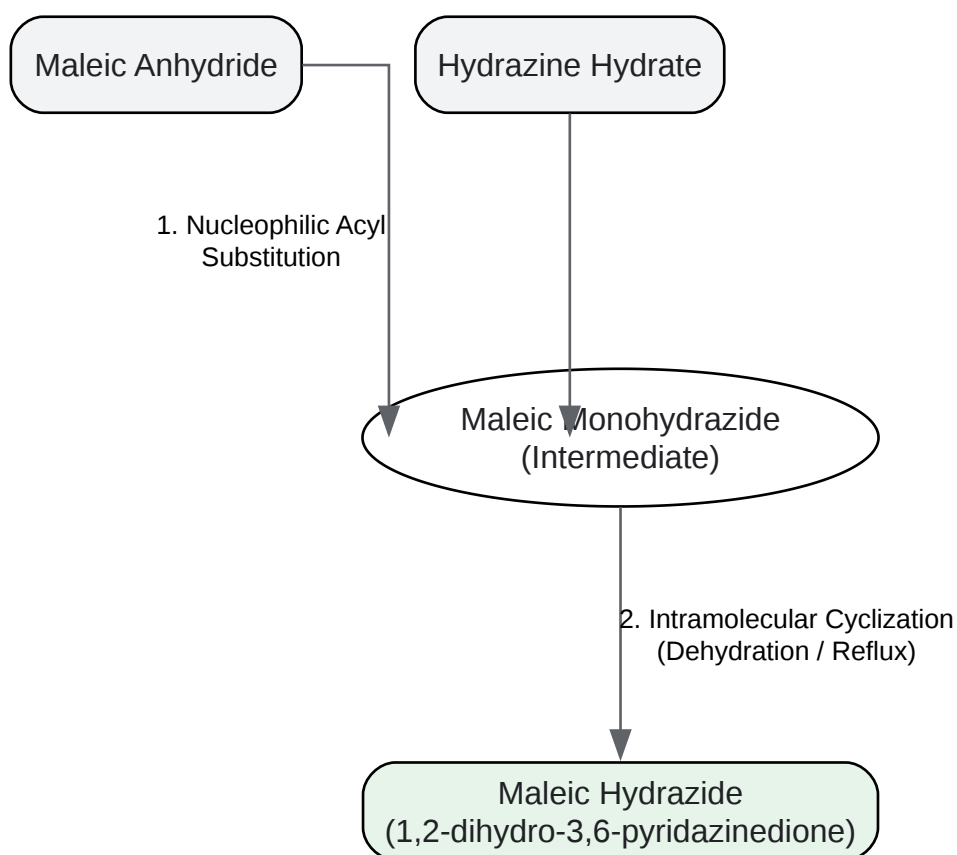 Maleic Anhydride
Hydrazine Hydrate
1. Nucleophilic Acyl
Substitution
Maleic Monohydrazide
(Intermediate)
2. Intramolecular Cyclization
(Dehydration / Reflux)
Maleic Hydrazide
(1,2-dihydro-3,6-pyridazinedione)